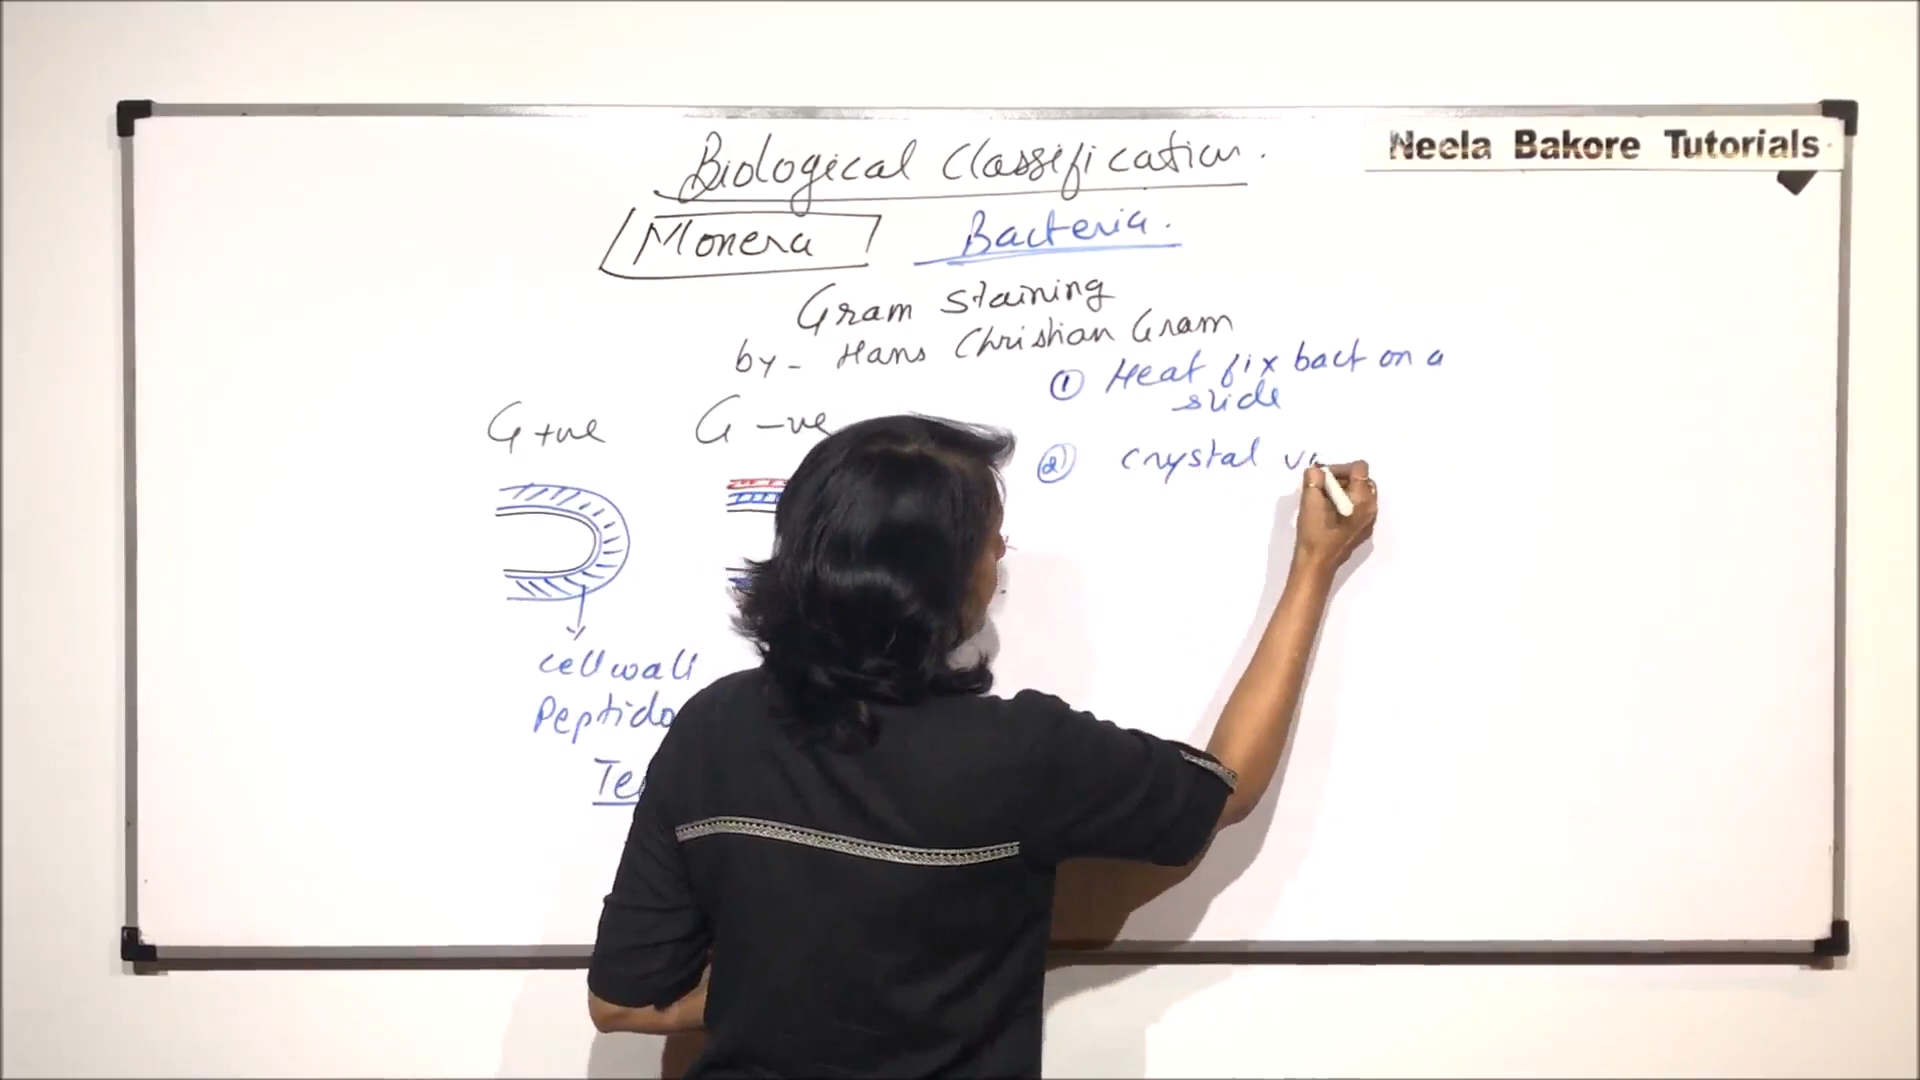 Neela Bakore Tutorials
Biological Classification.
Monera
Bacteria.
Gram Staining
by - Hans Christian Gram
① Heat fix bact on a
slide
② crystal
G +ve
G -ve
cell wall